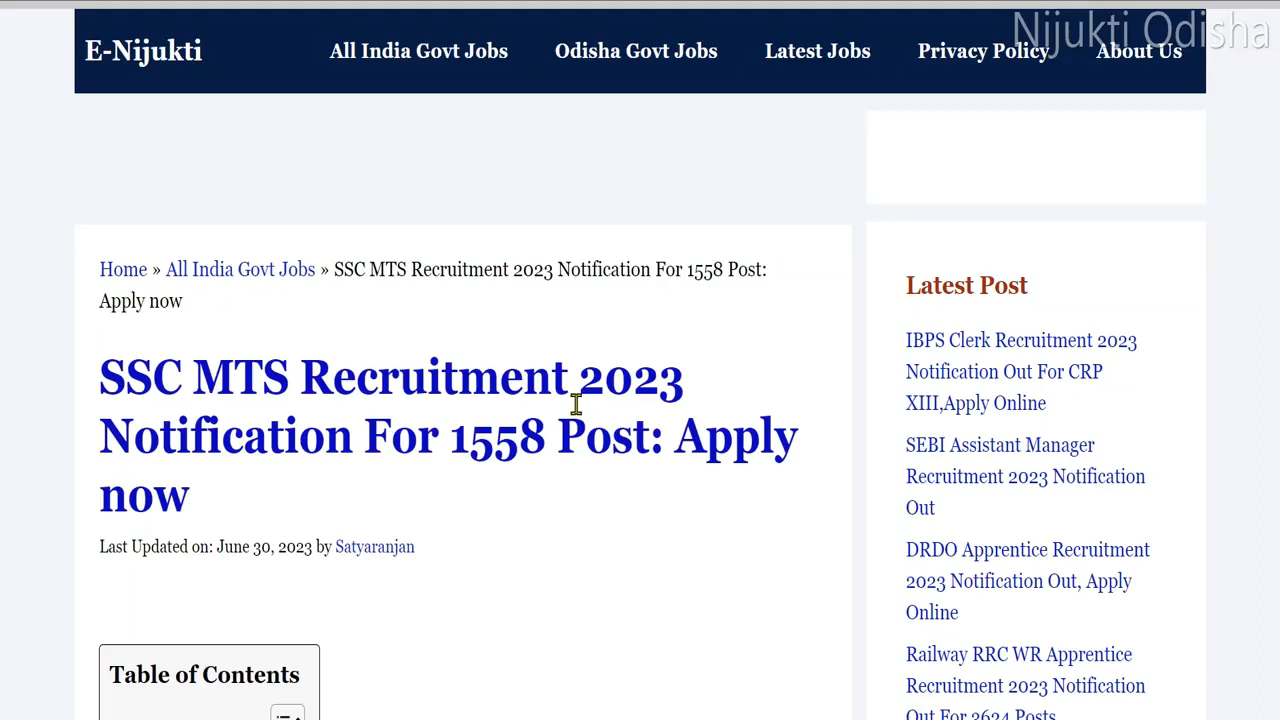 Nijukti Odisha
E-Nijukti
All India Govt Jobs
Odisha Govt Jobs
Latest Jobs
Privacy Policy
About Us
Home » All India Govt Jobs » SSC MTS Recruitment 2023 Notification For 1558 Post:
Apply now
SSC MTS Recruitment 2023
Notification For 1558 Post: Apply
now
Last Updated on: June 30, 2023 by Satyaranjan
Table of Contents
Latest Post
IBPS Clerk Recruitment 2023
Notification Out For CRP
XIII,Apply Online
SEBI Assistant Manager
Recruitment 2023 Notification
Out
DRDO Apprentice Recruitment
2023 Notification Out, Apply
Online
Railway RRC WR Apprentice
Recruitment 2023 Notification
Out For 3624 Posts